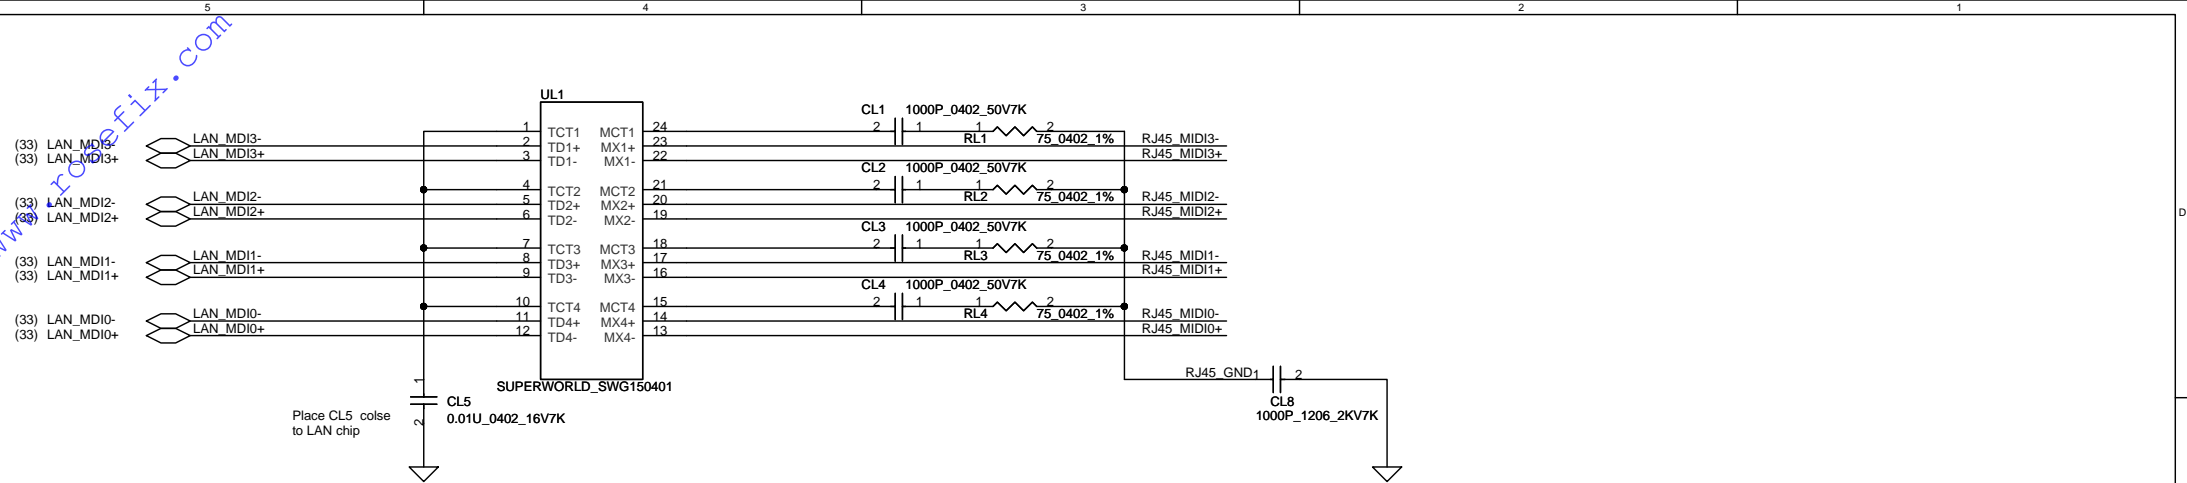 5 4 3 2 1
www.rosefix.com
UL1
CL1 1000P_0402_50V7K
1 TCT1 MCT1 24 2 1 1 2
(33) LAN_MDI3- LAN_MDI3- 2 TD1+ MX1+ 23 RL1 75_0402_1% RJ45_MIDI3-
(33) LAN_MDI3+ LAN_MDI3+ 3 TD1- MX1- 22 RJ45_MIDI3+
CL2 1000P_0402_50V7K
4 TCT2 MCT2 21 2 1 1 2
(33) LAN_MDI2- LAN_MDI2- 5 TD2+ MX2+ 20 RL2 75_0402_1% RJ45_MIDI2-
(33) LAN_MDI2+ LAN_MDI2+ 6 TD2- MX2- 19 RJ45_MIDI2+
D
CL3 1000P_0402_50V7K
7 TCT3 MCT3 18 2 1 1 2
(33) LAN_MDI1- LAN_MDI1- 8 TD3+ MX3+ 17 RL3 75_0402_1% RJ45_MIDI1-
(33) LAN_MDI1+ LAN_MDI1+ 9 TD3- MX3- 16 RJ45_MIDI1+
CL4 1000P_0402_50V7K
10 TCT4 MCT4 15 2 1 1 2
(33) LAN_MDI0- LAN_MDI0- 11 TD4+ MX4+ 14 RL4 75_0402_1% RJ45_MIDI0-
(33) LAN_MDI0+ LAN_MDI0+ 12 TD4- MX4- 13 RJ45_MIDI0+
RJ45_GND 1 2
1
SUPERWORLD_SWG150401
CL5
CL8
0.01U_0402_16V7K
1000P_1206_2KV7K
2
Place CL5 colse
to LAN chip